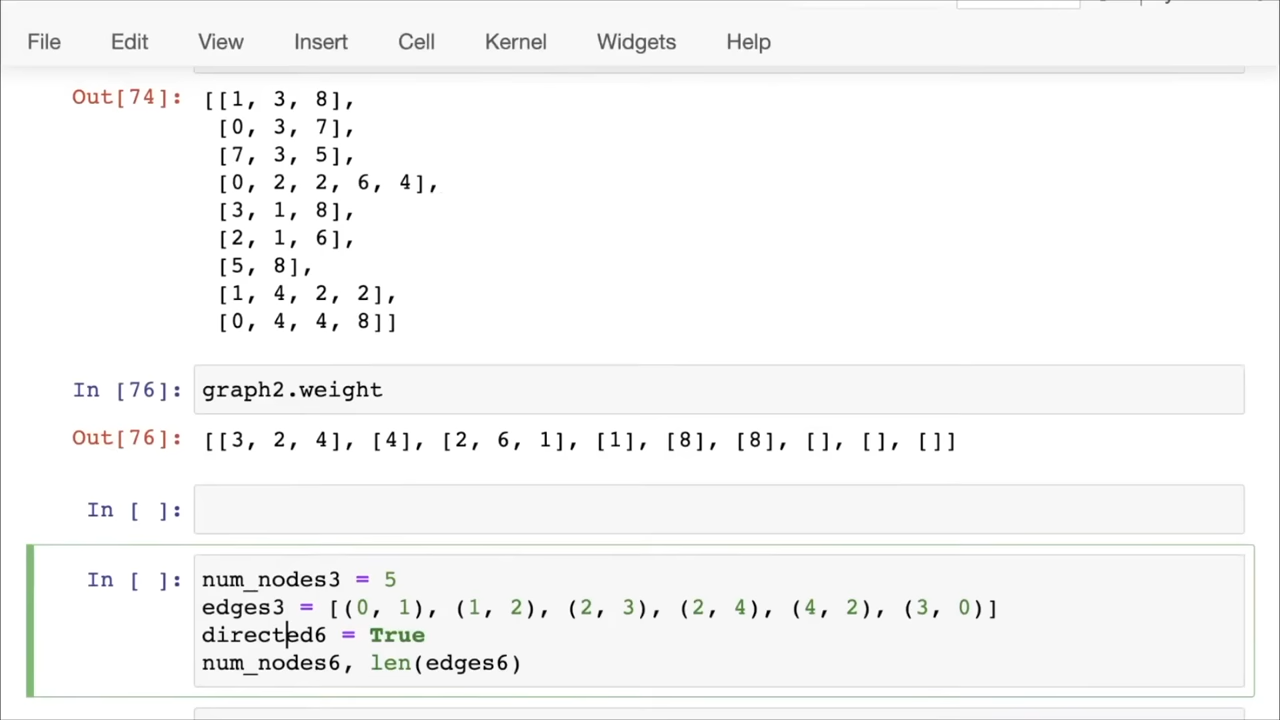 File Edit View Insert Cell Kernel Widgets Help
Out[74]: [[1, 3, 8],
[0, 3, 7],
[7, 3, 5],
[0, 2, 2, 6, 4],
[3, 1, 8],
[2, 1, 6],
[5, 8],
[1, 4, 2, 2],
[0, 4, 4, 8]]
In [76]: graph2.weight
Out[76]: [[3, 2, 4], [4], [2, 6, 1], [1], [8], [8], [], [], []]
In [ ]:
In [ ]: num_nodes3 = 5
edges3 = [(0, 1), (1, 2), (2, 3), (2, 4), (4, 2), (3, 0)]
directed6 = True
num_nodes6, len(edges6)